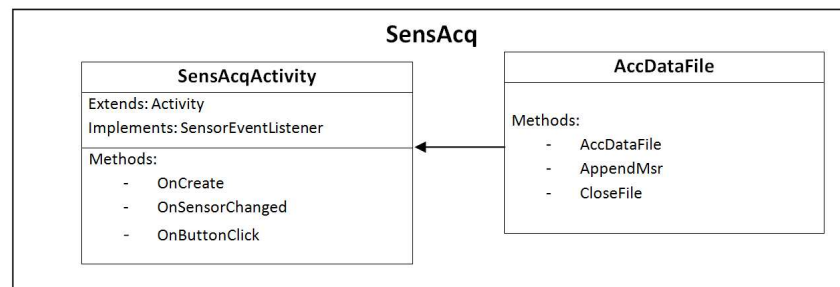 SensAcq
SensAcqActivity
Extends: Activity
Implements: SensorEventListener
Methods:
- OnCreate
- OnSensorChanged
- OnButtonClick
AccDataFile
Methods:
- AccDataFile
- AppendMsr
- CloseFile